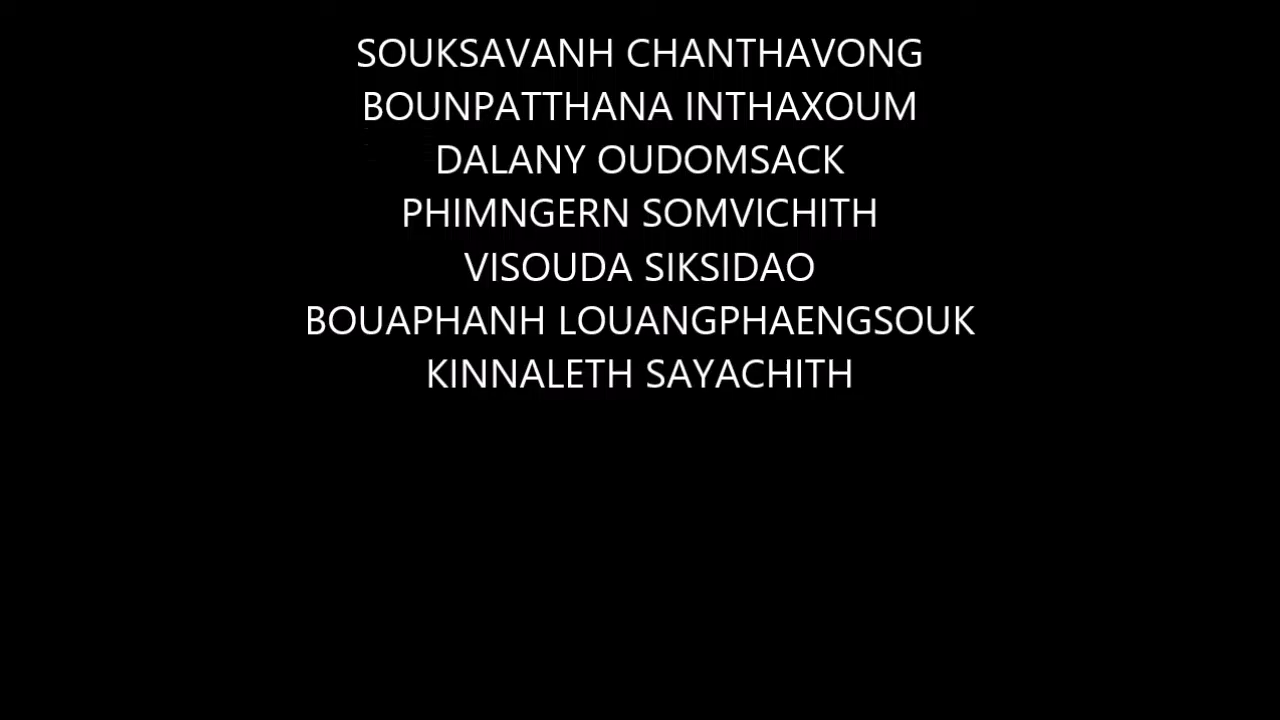 SOUKSAVANH CHANTHAVONG
BOUNPATTHANA INTHAXOUM
DALANY OUDOMSACK
PHIMNGERN SOMVICHITH
VISOUDA SIKSIDAO
BOUAPHANH LOUANGPHAENGSOUK
KINNALETH SAYACHITH